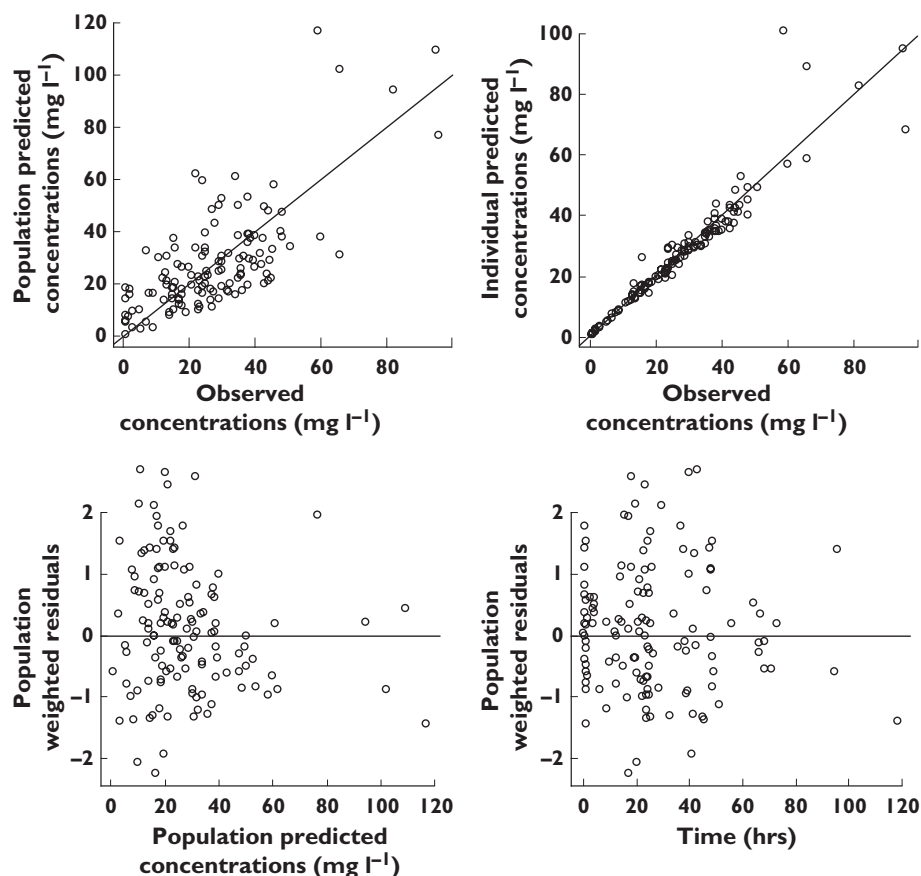 Population predicted
concentrations (mg l–1)
120
100
80
60
40
20
0
0 20 40 60 80
Observed
concentrations (mg l–1)
Individual predicted
concentrations (mg l–1)
100
80
60
40
20
0
0 20 40 60 80
Observed
concentrations (mg l–1)
Population
weighted residuals
2
1
0
–1
–2
0 20 40 60 80 100 120
Population predicted
concentrations (mg l–1)
Population
weighted residuals
2
1
0
–1
–2
0 20 40 60 80 100 120
Time (hrs)